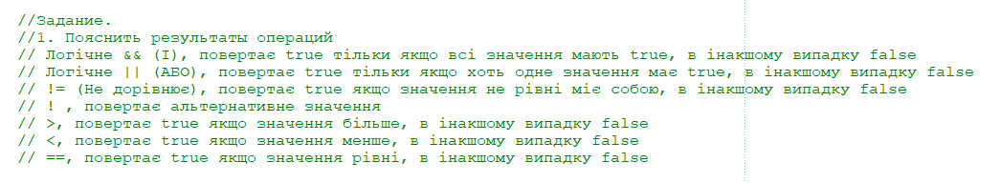 //Задание.
//1. Пояснить результаты операций
// Логічне && (І), повертає true тільки якщо всі значення мають true, в інакшому випадку false
// Логічне || (АБО), повертає true тільки якщо хоть одне значення має true, в інакшому випадку false
// != (Не дорівнює), повертає true якщо значення не рівні міє собою, в інакшому випадку false
// ! , повертає альтернативне значення
// >, повертає true якщо значення більше, в інакшому випадку false
// <, повертає true якщо значення менше, в інакшому випадку false
// ==, повертає true якщо значення рівні, в інакшому випадку false